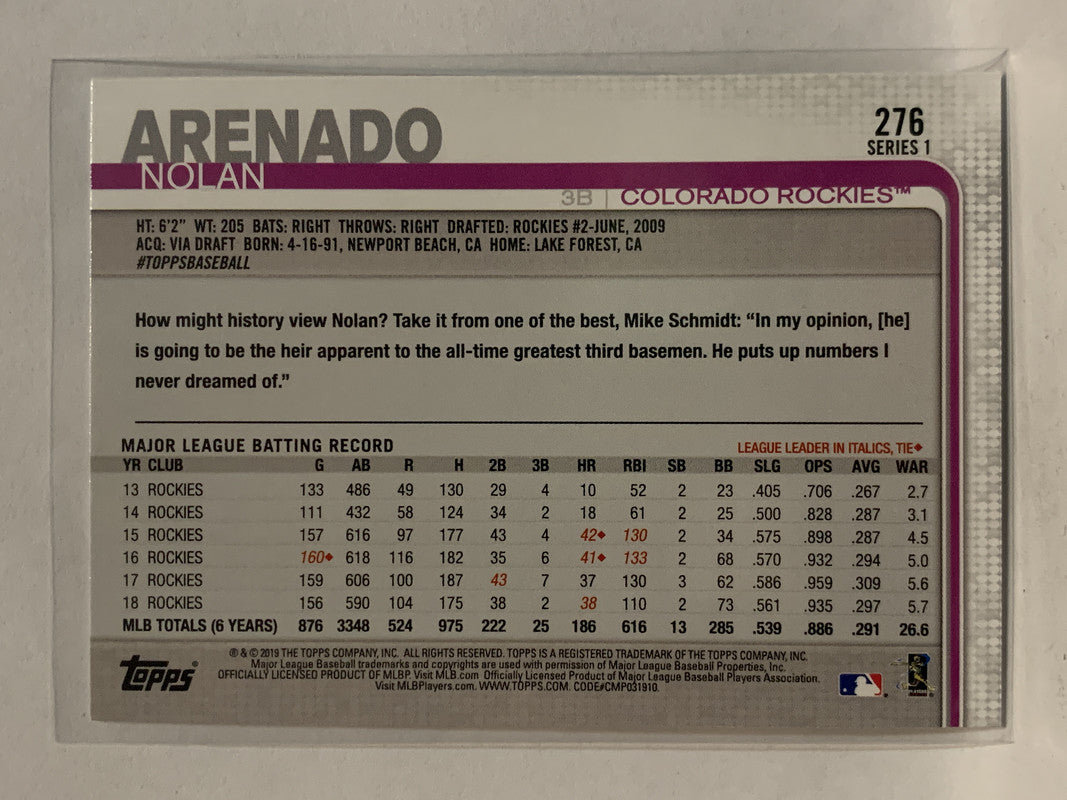 ARENADO
NOLAN
276
SERIES 1
3B | COLORADO ROCKIES™
HT: 6'2" WT: 205 BATS: RIGHT THROWS: RIGHT DRAFTED: ROCKIES #2-JUNE, 2009
ACQ: VIA DRAFT BORN: 4-16-91, NEWPORT BEACH, CA HOME: LAKE FOREST, CA
#TOPPSBASEBALL
How might history view Nolan? Take it from one of the best, Mike Schmidt: “In my opinion, [he]
is going to be the heir apparent to the all-time greatest third basemen. He puts up numbers I
never dreamed of.”
MAJOR LEAGUE BATTING RECORD LEAGUE LEADER IN ITALICS, TIE◆
YR CLUB G AB R H 2B 3B HR RBI SB BB SLG OPS AVG WAR
13 ROCKIES 133 486 49 130 29 4 10 52 2 23 .405 .706 .267 2.7
14 ROCKIES 111 432 58 124 34 2 18 61 2 25 .500 .828 .287 3.1
15 ROCKIES 157 616 97 177 43 4 42◆ 130 2 34 .575 .898 .287 4.5
16 ROCKIES 160◆ 618 116 182 35 6 41◆ 133 2 68 .570 .932 .294 5.0
17 ROCKIES 159 606 100 187 43 7 37 130 3 62 .586 .959 .309 5.6
18 ROCKIES 156 590 104 175 38 2 38 110 2 73 .561 .935 .297 5.7
MLB TOTALS (6 YEARS) 876 3348 524 975 222 25 186 616 13 285 .539 .886 .291 26.6
Topps
® & © 2019 THE TOPPS COMPANY, INC. ALL RIGHTS RESERVED. TOPPS IS A REGISTERED TRADEMARK OF THE TOPPS COMPANY, INC.
Major League Baseball trademarks and copyrights are used with permission of Major League Baseball Properties, Inc.
OFFICIALLY LICENSED PRODUCT OF MLBP. Visit MLB.com Officially Licensed Product of Major League Baseball Players Association.
Visit MLBPlayers.com. WWW.TOPPS.COM. CODE#CMP031910.